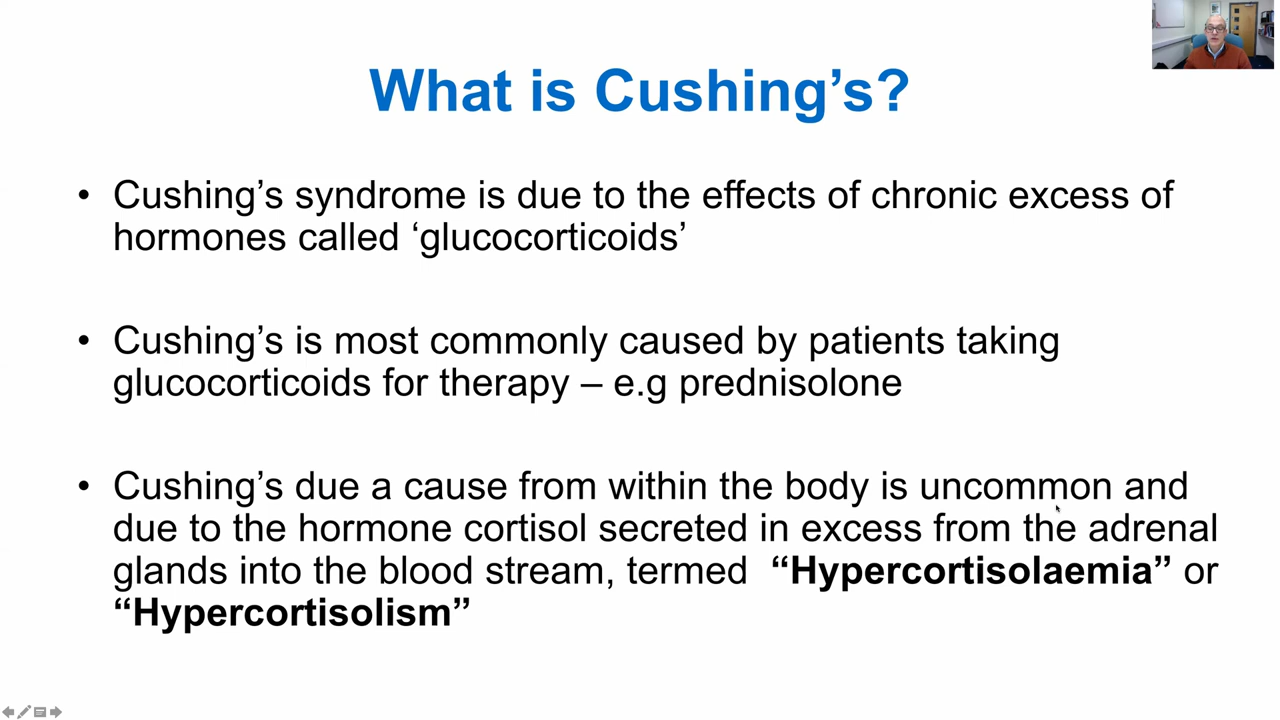 What is Cushing’s?
• Cushing’s syndrome is due to the effects of chronic excess of
hormones called ‘glucocorticoids’
• Cushing’s is most commonly caused by patients taking
glucocorticoids for therapy – e.g prednisolone
• Cushing’s due a cause from within the body is uncommon and
due to the hormone cortisol secreted in excess from the adrenal
glands into the blood stream, termed “Hypercortisolaemia” or
“Hypercortisolism”